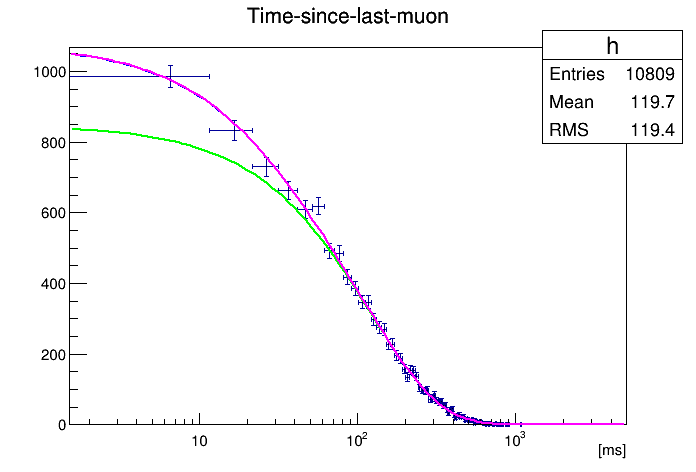 Time-since-last-muon
h
Entries 10809
Mean 119.7
RMS 119.4
1000
800
600
400
200
0
10 10² 10³
[ms]